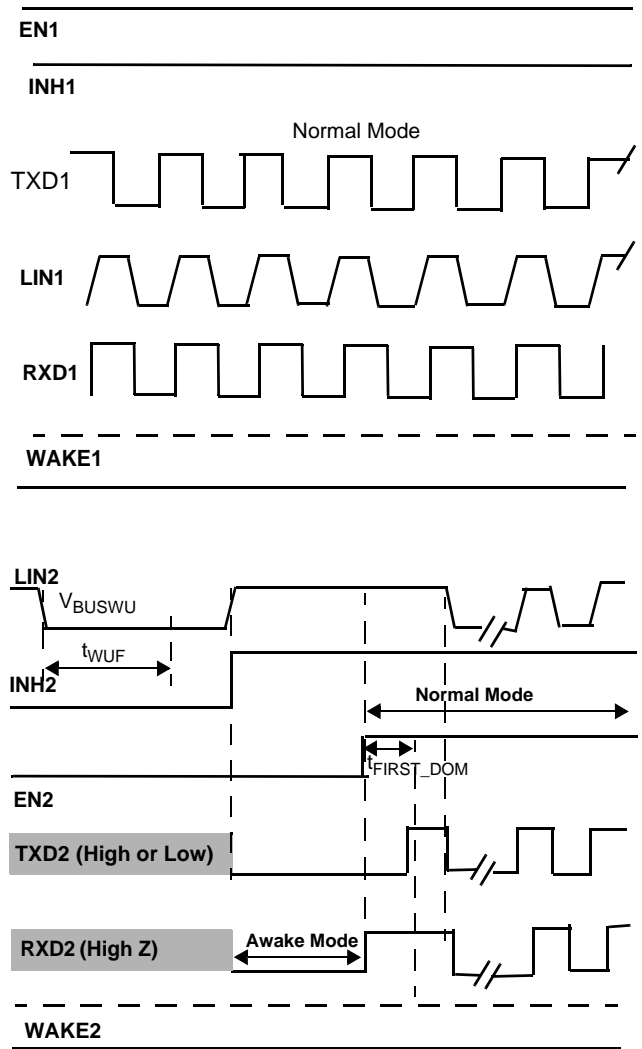 EN1
INH1
Normal Mode
TXD1
LIN1
RXD1
WAKE1
LIN2
VBUSWU
tWUF
INH2
Normal Mode
tFIRST_DOM
EN2
TXD2 (High or Low)
RXD2 (High Z)
Awake Mode
WAKE2